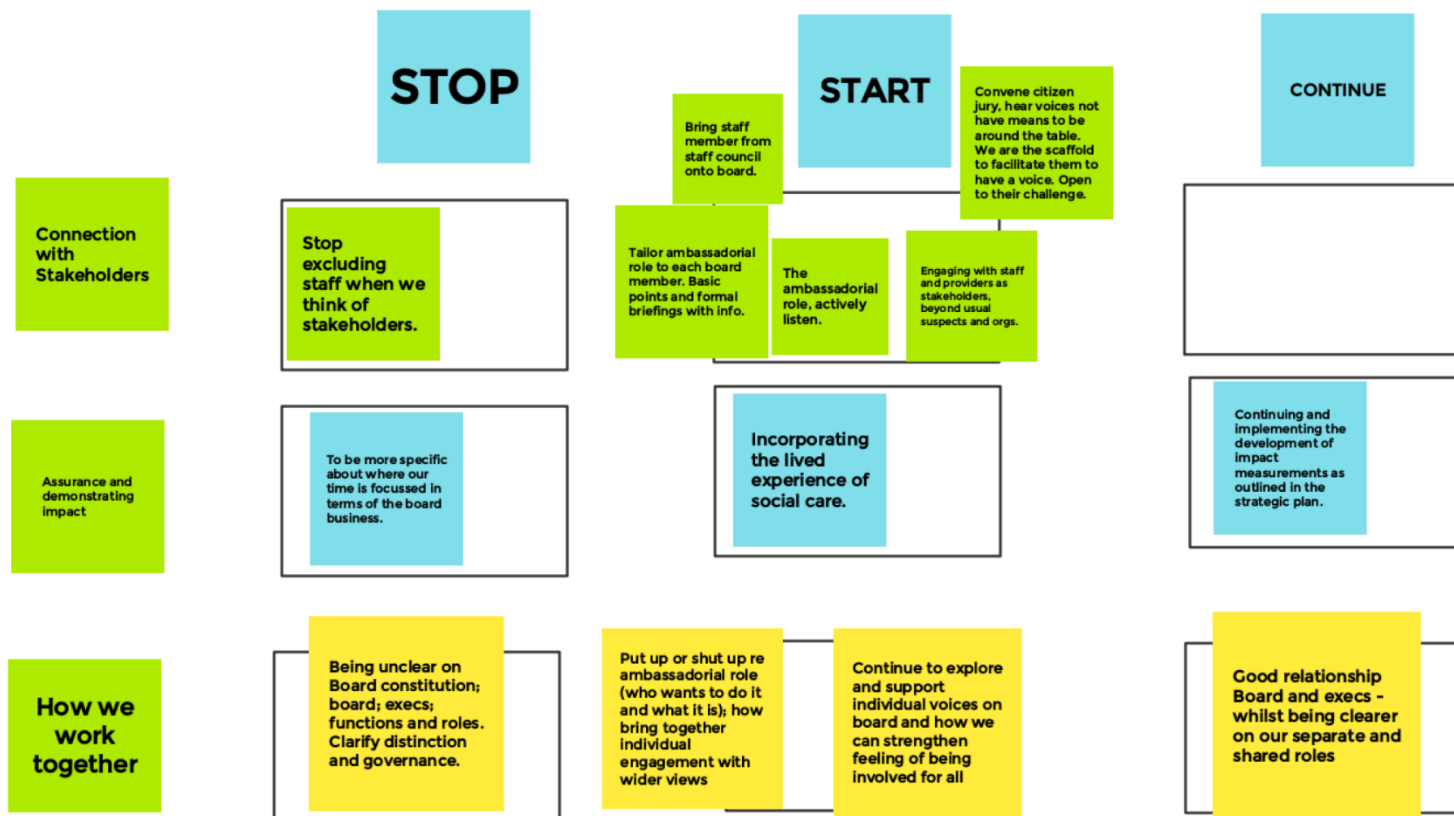 STOP
START
CONTINUE
Bring staff
member from
staff council
onto board.
Convene citizen
jury, hear voices not
have means to be
around the table.
We are the scaffold
to facilitate them to
have a voice. Open
to their challenge.
Connection
with
Stakeholders
Stop
excluding
staff when we
think of
stakeholders.
Tailor ambassadorial
role to each board
member. Basic
points and formal
briefings with info.
The
ambassadorial
role, actively
listen.
Engaging with staff
and providers as
stakeholders,
beyond usual
suspects and orgs.
Assurance and
demonstrating
impact
To be more specific
about where our
time is focussed in
terms of the board
business.
Incorporating
the lived
experience of
social care.
Continuing and
implementing the
development of
impact
measurements as
outlined in the
strategic plan.
How we
work
together
Being unclear on
Board constitution;
board; execs;
functions and roles.
Clarify distinction
and governance.
Put up or shut up re
ambassadorial role
(who wants to do it
and what it is); how
bring together
individual
engagement with
wider views
Continue to explore
and support
individual voices on
board and how we
can strengthen
feeling of being
involved for all
Good relationship
Board and execs -
whilst being clearer
on our separate and
shared roles